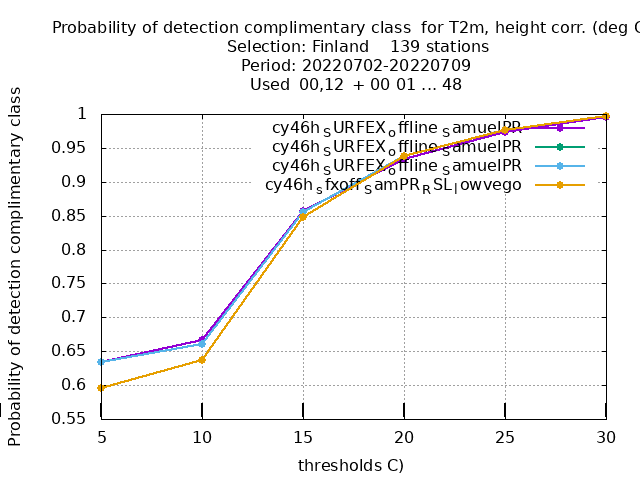 Probability of detection complimentary class for T2m, height corr. (deg C
Selection: Finland 139 stations
Period: 20220702-20220709
Used 00,12 + 00 01 ... 48
Probability of detection complimentary class
1
0.95
0.9
0.85
0.8
0.75
0.7
0.65
0.6
0.55
cy46h_SURFEX_offline_SamuelPR
cy46h_SURFEX_offline_SamuelPR
cy46h_SURFEX_offline_SamuelPR
cy46h_sfxoff_SamPR_RSL_lowvego
5 10 15 20 25 30
thresholds C)